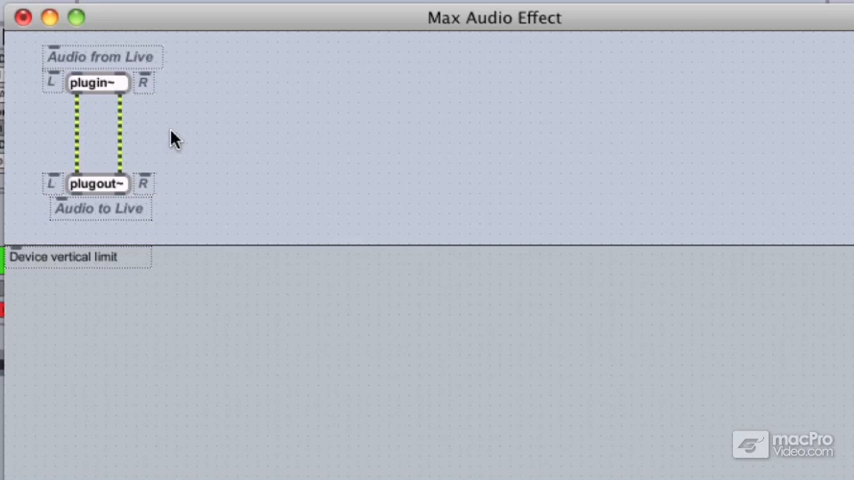 Max Audio Effect
Audio from Live
L plugin~ R
L plugout~ R
Audio to Live
Device vertical limit
macPro
Video.com